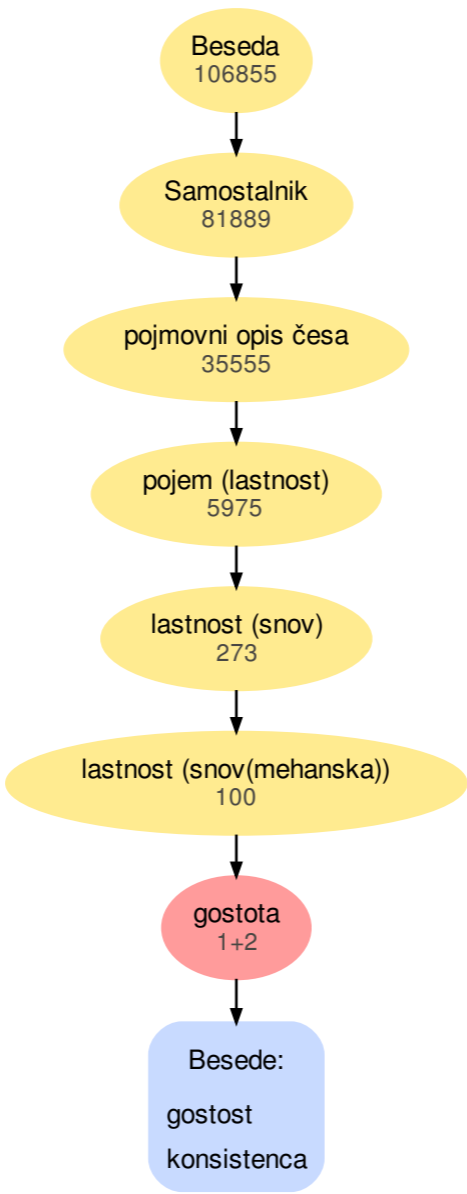 Beseda
106855
Samostalnik
81889
pojmovni opis česa
35555
pojem (lastnost)
5975
lastnost (snov)
273
lastnost (snov(mehanska))
100
gostota
1+2
Besede:
gostost
konsistenca